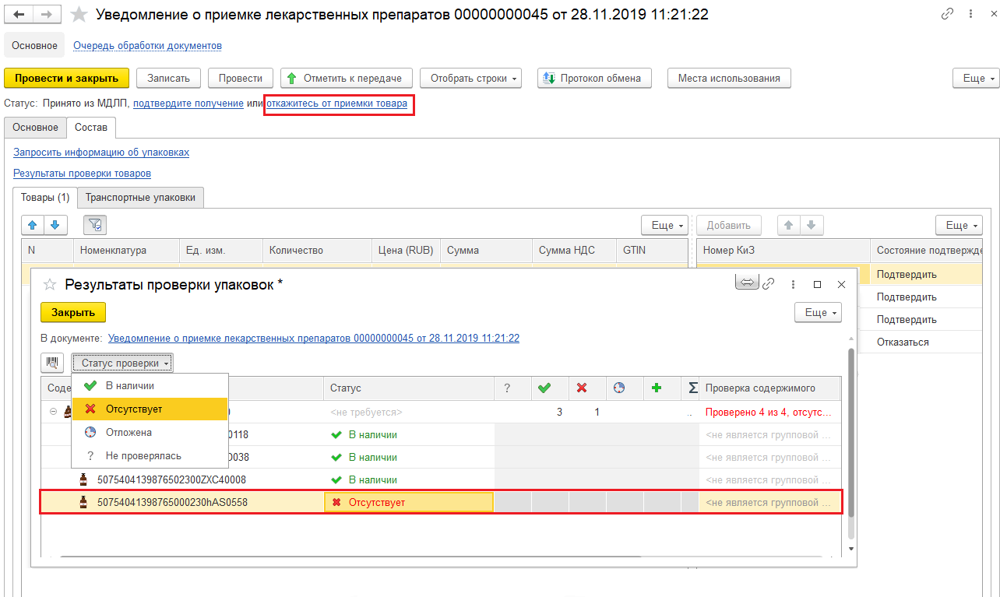 Уведомление о приемке лекарственных препаратов 00000000045 от 28.11.2019 11:21:22
Основное Очередь обработки документов
Провести и закрыть Записать Провести Отметить к передаче Отобрать строки Протокол обмена Места использования Еще
Статус: Принято из МДЛП, подтвердите получение или откажитесь от приемки товара
Основное Состав
Запросить информацию об упаковках
Результаты проверки товаров
Товары (1) Транспортные упаковки
Еще Добавить Еще
N Номенклатура Ед. изм. Количество Цена (RUB) Сумма Сумма НДС GTIN Номер КиЗ Состояние подтвержде
Подтвердить
Подтвердить
Подтвердить
Отказаться
Результаты проверки упаковок *
Закрыть Еще
В документе: Уведомление о приемке лекарственных препаратов 00000000045 от 28.11.2019 11:21:22
Статус проверки
В наличии
Отсутствует
Отложена
? Не проверялась
Соде Статус ? Σ Проверка содержимого
) <не требуется> 3 1 .. Проверено 4 из 4, отсутс...
0118 В наличии <не является групповой ...
0038 В наличии <не является групповой ...
5075404139876502300ZXC40008 В наличии <не является групповой ...
50754041398765000230hAS0558 Отсутствует <не является групповой ...